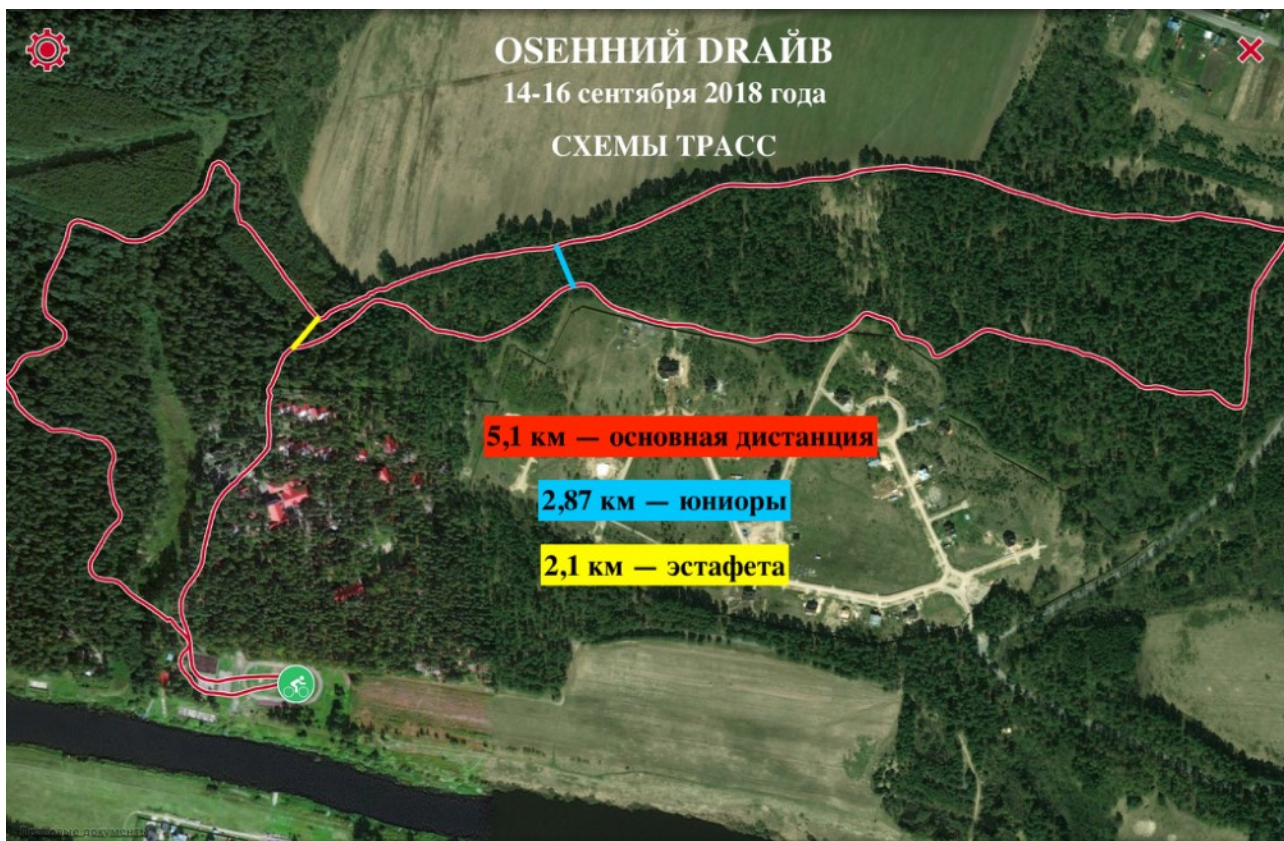 OSЕННИЙ DRАЙВ
14-16 сентября 2018 года
СХЕМЫ ТРАСС
5,1 км — основная дистанция
2,87 км — юниоры
2,1 км — эстафета